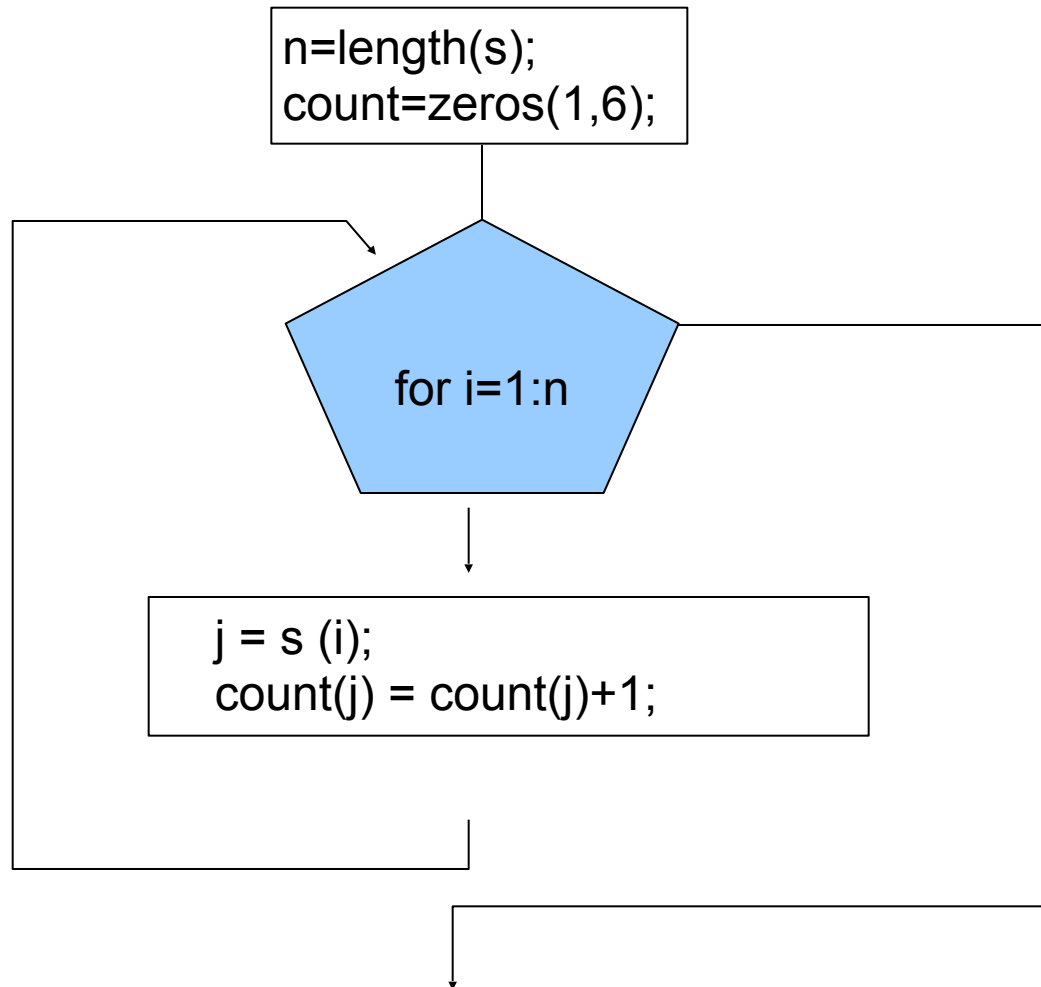 n=length(s);
count=zeros(1,6);
for i=1:n
j = s (i);
count(j) = count(j)+1;